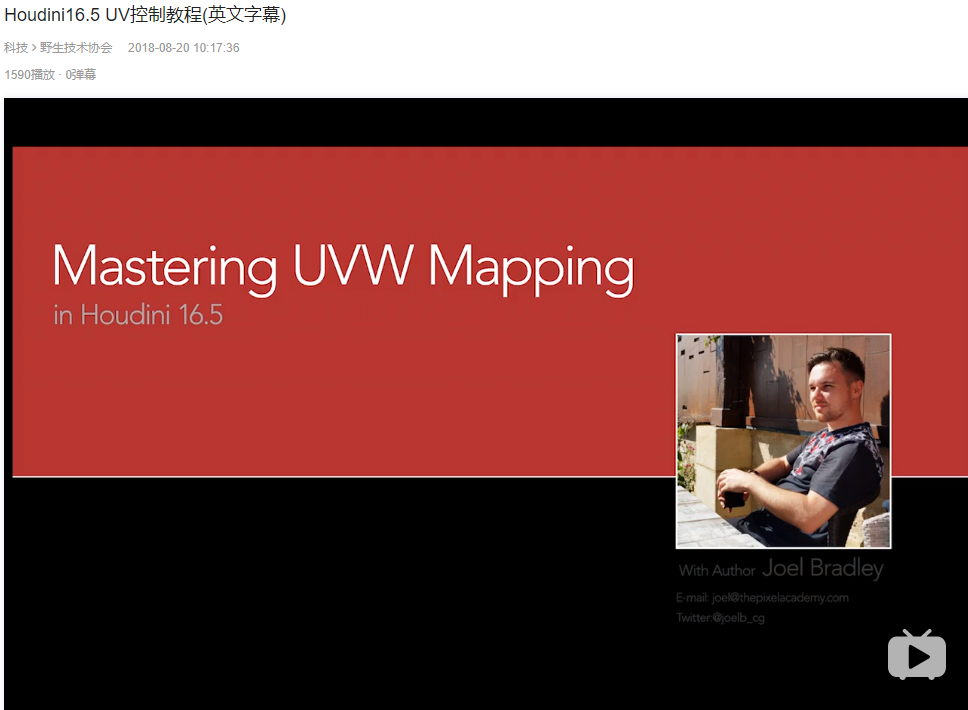 Houdini16.5 UV控制教程(英文字幕)
科技 > 野生技术协会 2018-08-20 10:17:36
1590播放 · 0弹幕
Mastering UVW Mapping
in Houdini 16.5
With Author Joel Bradley
E-mail: joel@thepixelacademy.com
Twitter:@joelb_cg